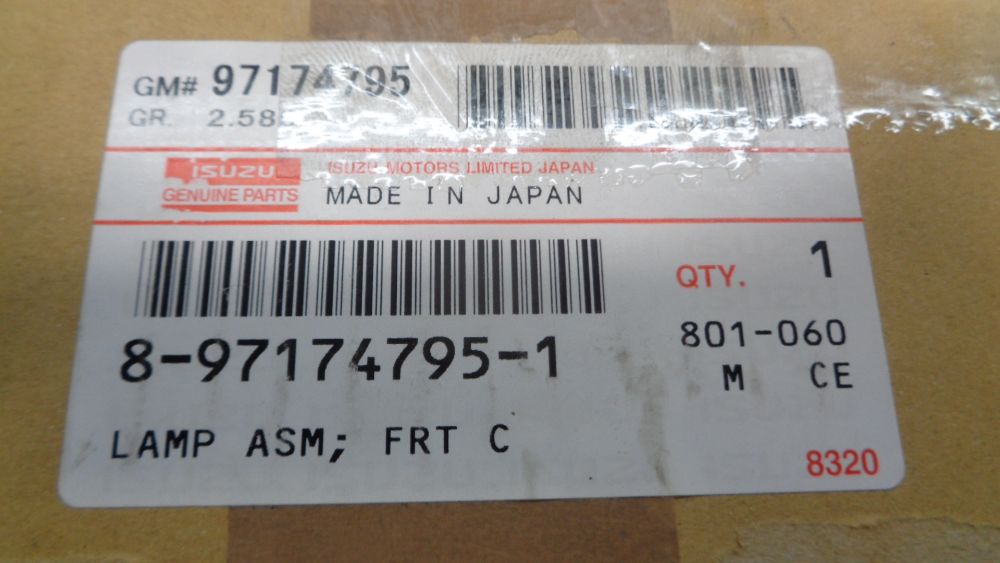 GM# 97174795
GR. 2.58
ISUZU
GENUINE PARTS
ISUZU MOTORS LIMITED JAPAN
MADE IN JAPAN
QTY. 1
8-97174795-1
801-060
M CE
LAMP ASM; FRT C
8320